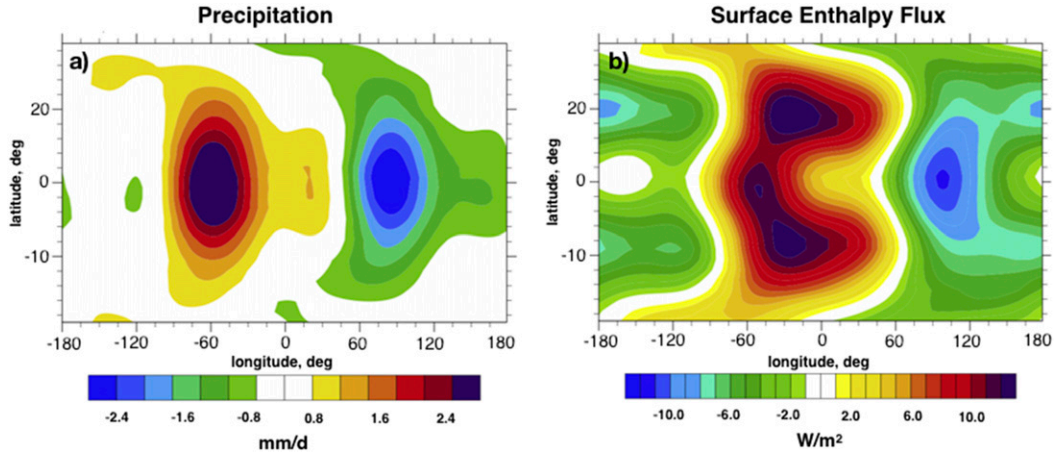 Precipitation
a)
20
0
-10
latitude, deg
-180 -120 -60 0 60 120 180
longitude, deg
-2.4 -1.6 -0.8 0.8 1.6 2.4
mm/d
Surface Enthalpy Flux
b)
20
0
-10
latitude, deg
-180 -120 -60 0 60 120 180
longitude, deg
-10.0 -6.0 -2.0 2.0 6.0 10.0
W/m²